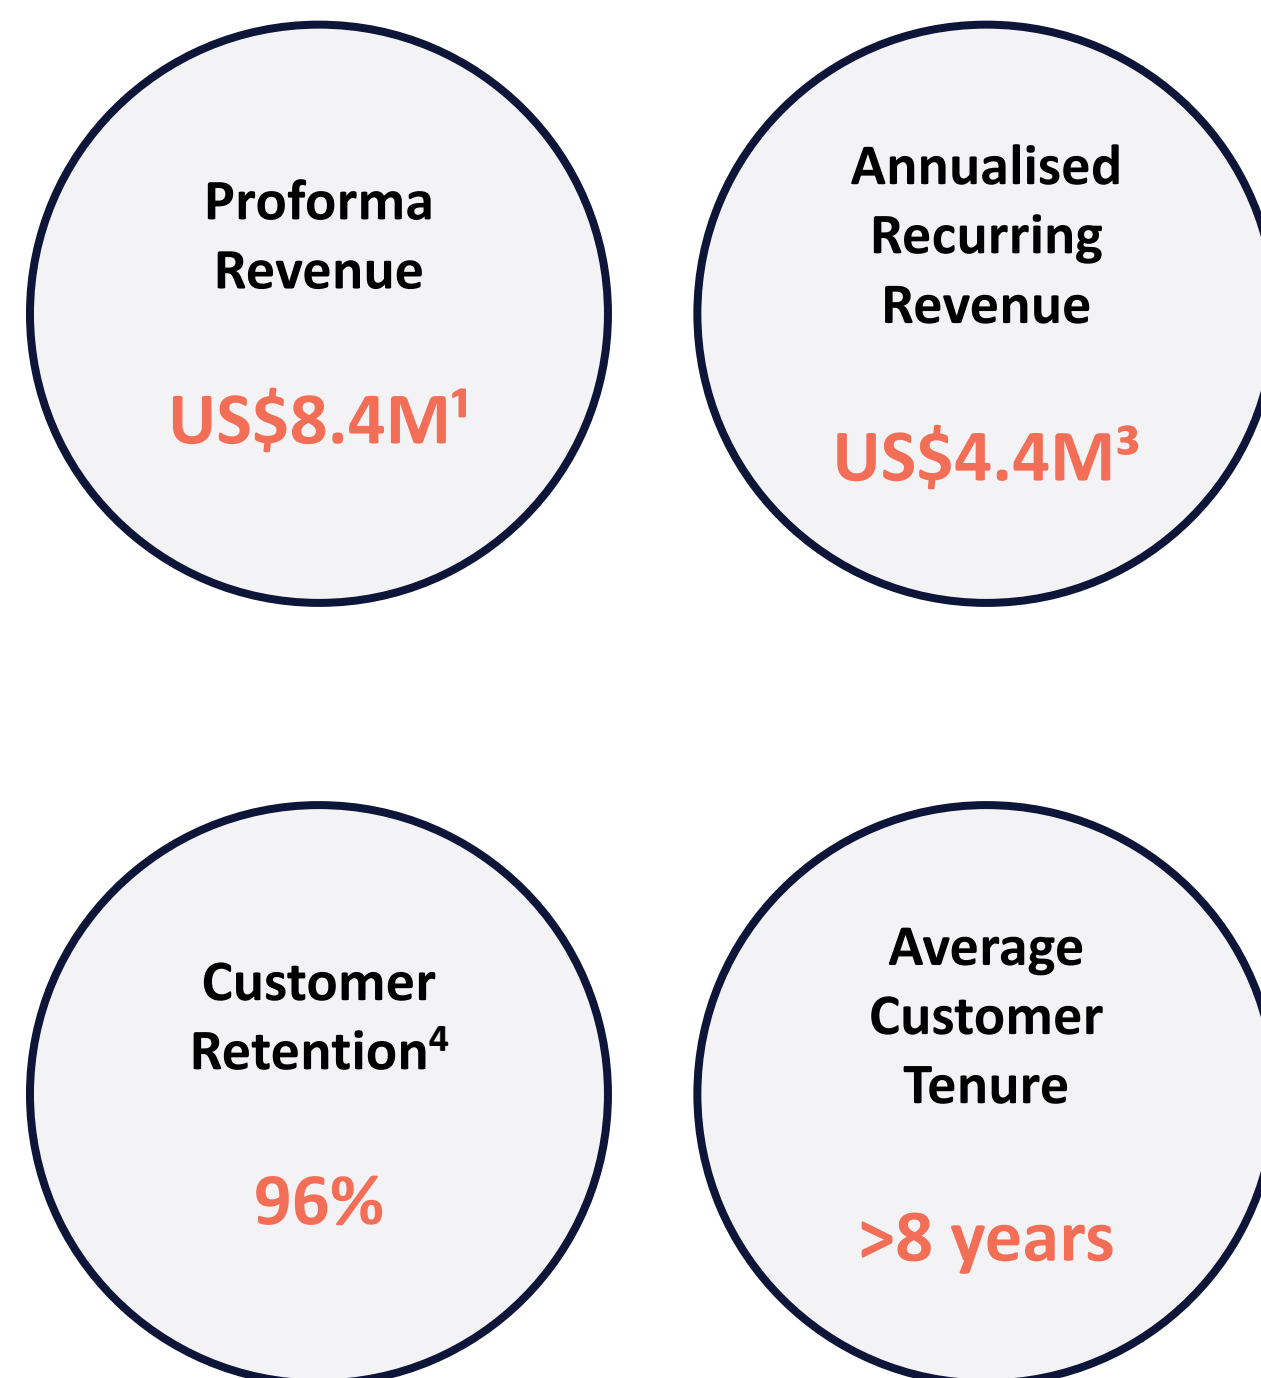 Proforma
Revenue
US$8.4M¹
Annualised
Recurring
Revenue
US$4.4M³
Customer
Retention⁴
96%
Average
Customer
Tenure
>8 years